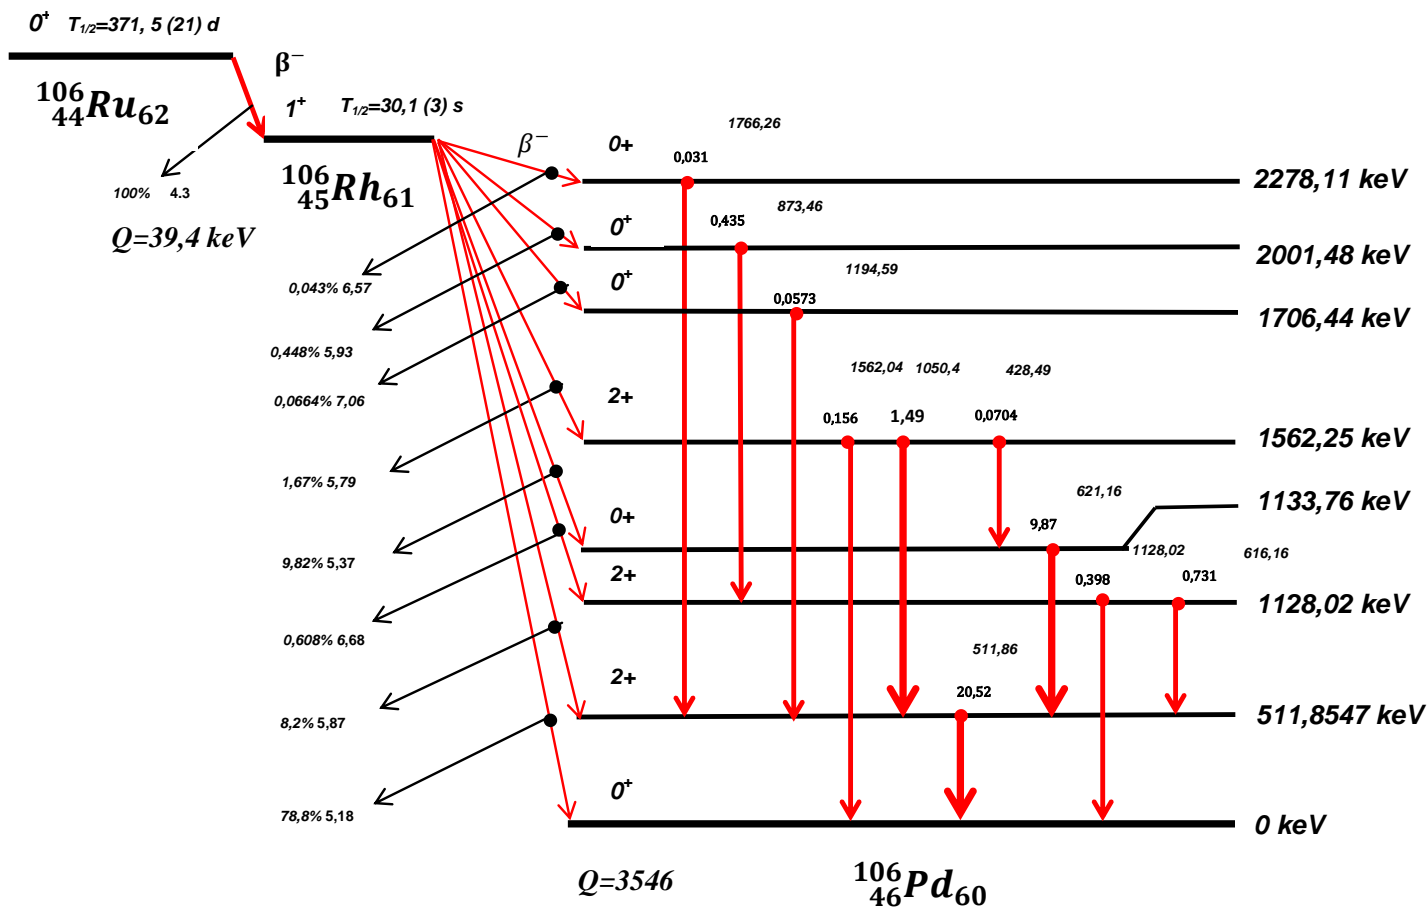 0⁺ T1/2=371, 5 (21) d
β⁻
¹⁰⁶₄₄Ru₆₂
1⁺ T1/2=30,1 (3) s
100% 4.3
¹⁰⁶₄₅Rh₆₁
Q=39,4 keV
β⁻
0+ 1766,26
0,031
2278,11 keV
0,043% 6,57
0⁺ 0,435 873,46
2001,48 keV
0,448% 5,93
0⁺ 1194,59
0,0573
1706,44 keV
0,0664% 7,06
1562,04 1050,4 428,49
2+ 0,156 1,49 0,0704
1562,25 keV
1,67% 5,79
621,16
1133,76 keV
0+ 9,87
9,82% 5,37
1128,02 616,16
2+ 0,398 0,731
1128,02 keV
0,608% 6,68
511,86
2+ 20,52
511,8547 keV
8,2% 5,87
0⁺
0 keV
78,8% 5,18
Q=3546
¹⁰⁶₄₆Pd₆₀